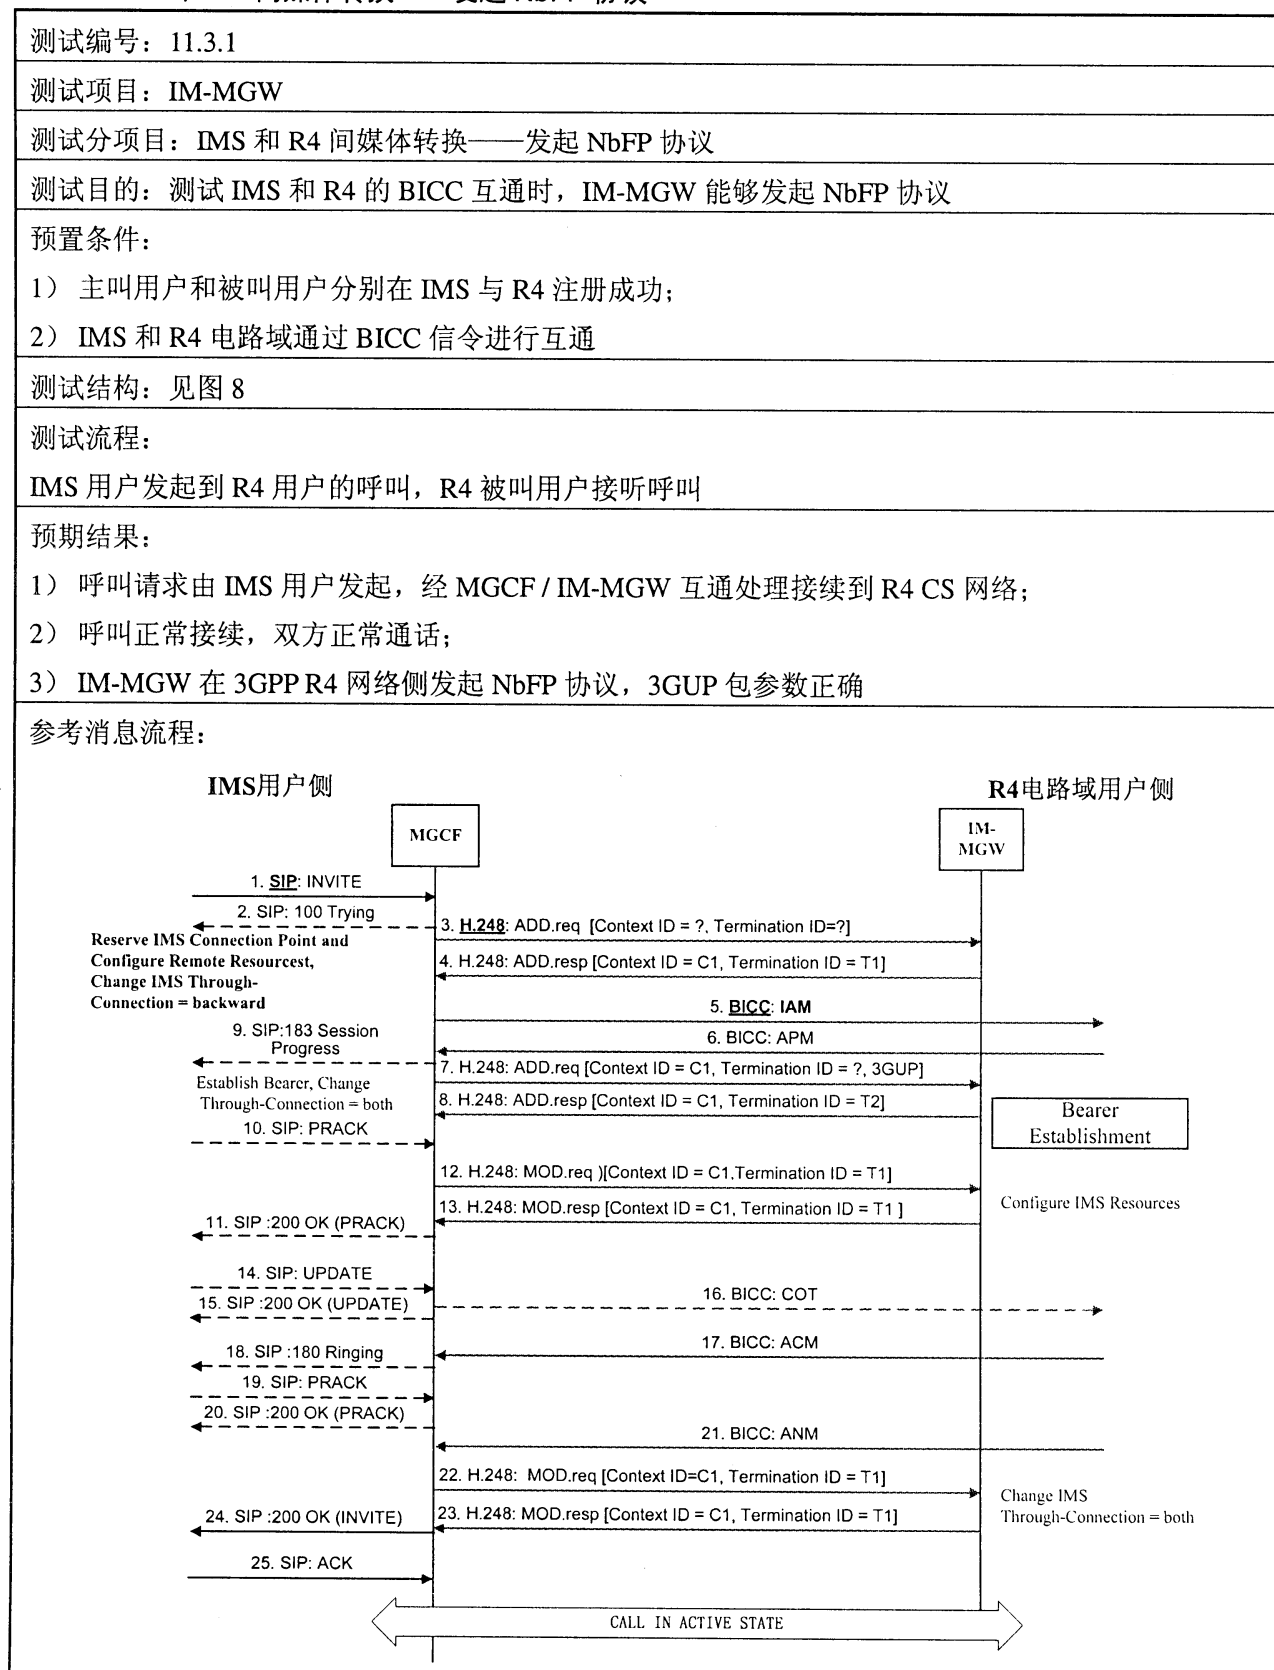 测试编号：11.3.1
测试项目：IM-MGW
测试分项目：IMS 和 R4 间媒体转换——发起 NbFP 协议
测试目的：测试 IMS 和 R4 的 BICC 互通时，IM-MGW 能够发起 NbFP 协议
预置条件：
1） 主叫用户和被叫用户分别在 IMS 与 R4 注册成功；
2） IMS 和 R4 电路域通过 BICC 信令进行互通
测试结构：见图 8
测试流程：
IMS 用户发起到 R4 用户的呼叫，R4 被叫用户接听呼叫
预期结果：
1） 呼叫请求由 IMS 用户发起，经 MGCF / IM-MGW 互通处理接续到 R4 CS 网络；
2） 呼叫正常接续，双方正常通话；
3） IM-MGW 在 3GPP R4 网络侧发起 NbFP 协议，3GUP 包参数正确
参考消息流程：
IMS用户侧
R4电路域用户侧
MGCF
IM-
MGW
1. SIP: INVITE
2. SIP: 100 Trying
3. H.248: ADD.req [Context ID = ?, Termination ID=?]
Reserve IMS Connection Point and
Configure Remote Resourcest,
Change IMS Through-
Connection = backward
4. H.248: ADD.resp [Context ID = C1, Termination ID = T1]
5. BICC: IAM
6. BICC: APM
9. SIP:183 Session
Progress
7. H.248: ADD.req [Context ID = C1, Termination ID = ?, 3GUP]
Establish Bearer, Change
Through-Connection = both
8. H.248: ADD.resp [Context ID = C1, Termination ID = T2]
Bearer
Establishment
10. SIP: PRACK
12. H.248: MOD.req )[Context ID = C1,Termination ID = T1]
13. H.248: MOD.resp [Context ID = C1, Termination ID = T1 ]
Configure IMS Resources
11. SIP :200 OK (PRACK)
14. SIP: UPDATE
15. SIP :200 OK (UPDATE)
16. BICC: COT
17. BICC: ACM
18. SIP :180 Ringing
19. SIP: PRACK
20. SIP :200 OK (PRACK)
21. BICC: ANM
22. H.248: MOD.req [Context ID=C1, Termination ID = T1]
23. H.248: MOD.resp [Context ID = C1, Termination ID = T1]
Change IMS
Through-Connection = both
24. SIP :200 OK (INVITE)
25. SIP: ACK
CALL IN ACTIVE STATE